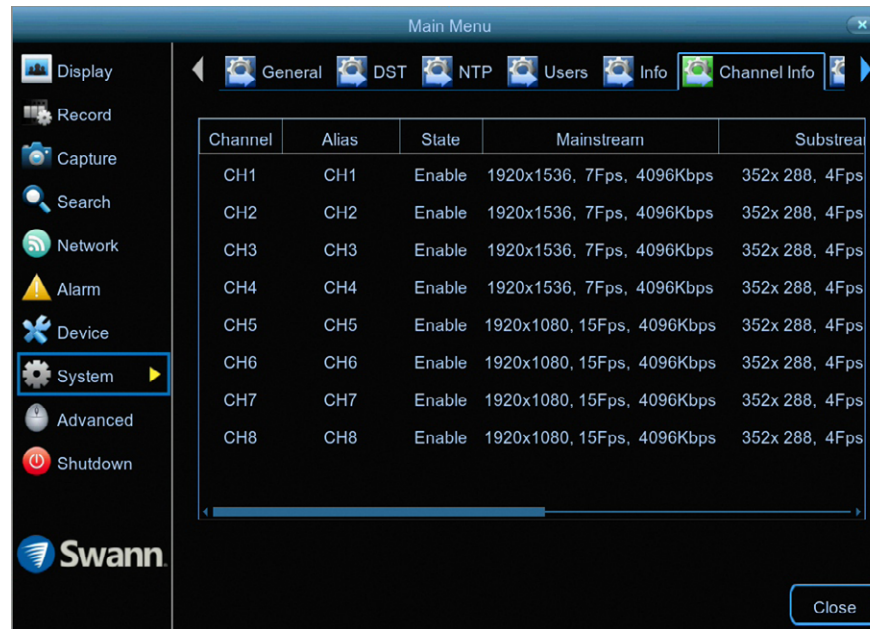 Main Menu
Display
Record
Capture
Search
Network
Alarm
Device
System
Advanced
Shutdown
Swann.
General DST NTP Users Info Channel Info
Channel Alias State Mainstream Substrea
CH1 CH1 Enable 1920x1536, 7Fps, 4096Kbps 352x 288, 4Fps
CH2 CH2 Enable 1920x1536, 7Fps, 4096Kbps 352x 288, 4Fps
CH3 CH3 Enable 1920x1536, 7Fps, 4096Kbps 352x 288, 4Fps
CH4 CH4 Enable 1920x1536, 7Fps, 4096Kbps 352x 288, 4Fps
CH5 CH5 Enable 1920x1080, 15Fps, 4096Kbps 352x 288, 4Fps
CH6 CH6 Enable 1920x1080, 15Fps, 4096Kbps 352x 288, 4Fps
CH7 CH7 Enable 1920x1080, 15Fps, 4096Kbps 352x 288, 4Fps
CH8 CH8 Enable 1920x1080, 15Fps, 4096Kbps 352x 288, 4Fps
Close